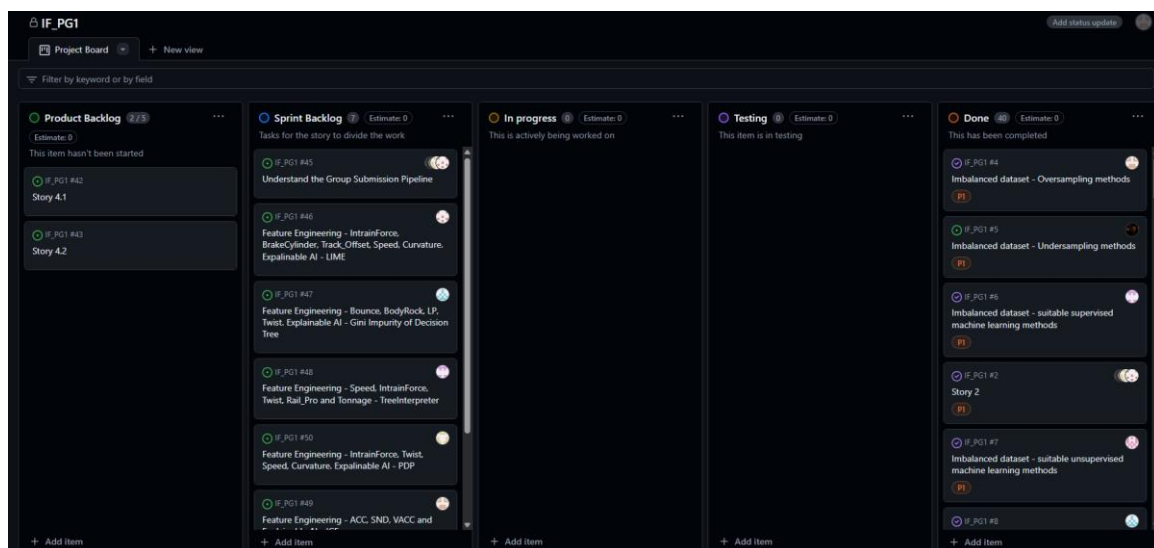 IF_PG1
Add status update
Project Board
+ New view
Filter by keyword or by field
Product Backlog 2 / 5
Estimate: 0
This item hasn't been started
IF_PG1 #42
Story 4.1
IF_PG1 #43
Story 4.2
+ Add item
Sprint Backlog 7 Estimate: 0
Tasks for the story to divide the work
IF_PG1 #45
Understand the Group Submission Pipeline
IF_PG1 #46
Feature Engineering - IntrainForce,
BrakeCylinder, Track_Offset, Speed, Curvature.
Expalinable AI - LIME
IF_PG1 #47
Feature Engineering - Bounce, BodyRock, LP,
Twist. Explainable AI - Gini Impurity of Decision
Tree
IF_PG1 #48
Feature Engineering - Speed, IntrainForce,
Twist, Rail_Pro and Tonnage - TreeInterpreter
IF_PG1 #50
Feature Engineering - IntrainForce, Twist,
Speed, Curvature. Expalinable AI - PDP
IF_PG1 #49
Feature Engineering - ACC, SND, VACC and
+ Add item
In progress 0 Estimate: 0
This is actively being worked on
+ Add item
Testing 0 Estimate: 0
This item is in testing
+ Add item
Done 40 Estimate: 0
This has been completed
IF_PG1 #4
Imbalanced dataset - Oversampling methods
P1
IF_PG1 #5
Imbalanced dataset - Undersampling methods
P1
IF_PG1 #6
Imbalanced dataset - suitable supervised
machine learning methods
P1
IF_PG1 #2
Story 2
P1
IF_PG1 #7
Imbalanced dataset - suitable unsupervised
machine learning methods
P1
IF_PG1 #8
+ Add item